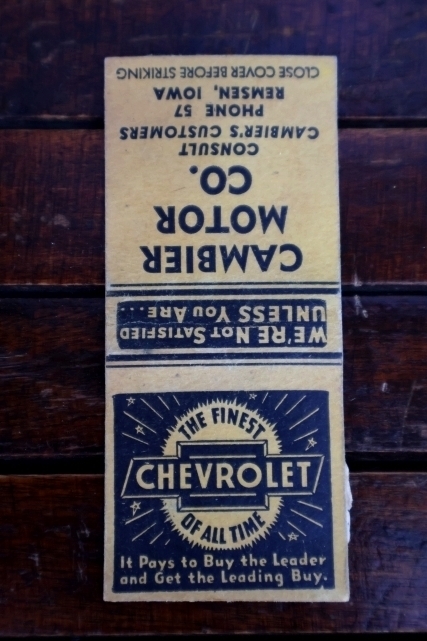 CAMBIER
MOTOR
CO.
CONSULT
CAMBIER'S CUSTOMERS
PHONE 57
REMSEN, IOWA
CLOSE COVER BEFORE STRIKING
WE'RE NOT SATISFIED
UNLESS YOU ARE...
THE FINEST
CHEVROLET
OF ALL TIME
It Pays to Buy the Leader
and Get the Leading Buy.